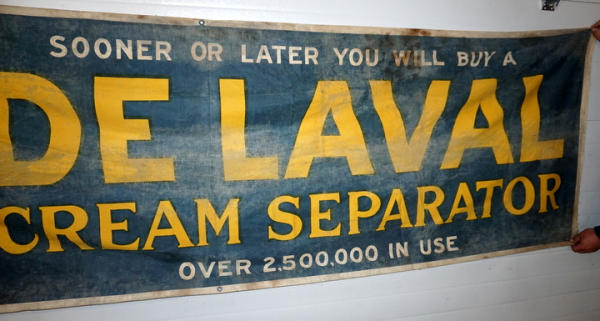 SOONER OR LATER YOU WILL BUY A
DE LAVAL
CREAM SEPARATOR
OVER 2,500,000 IN USE